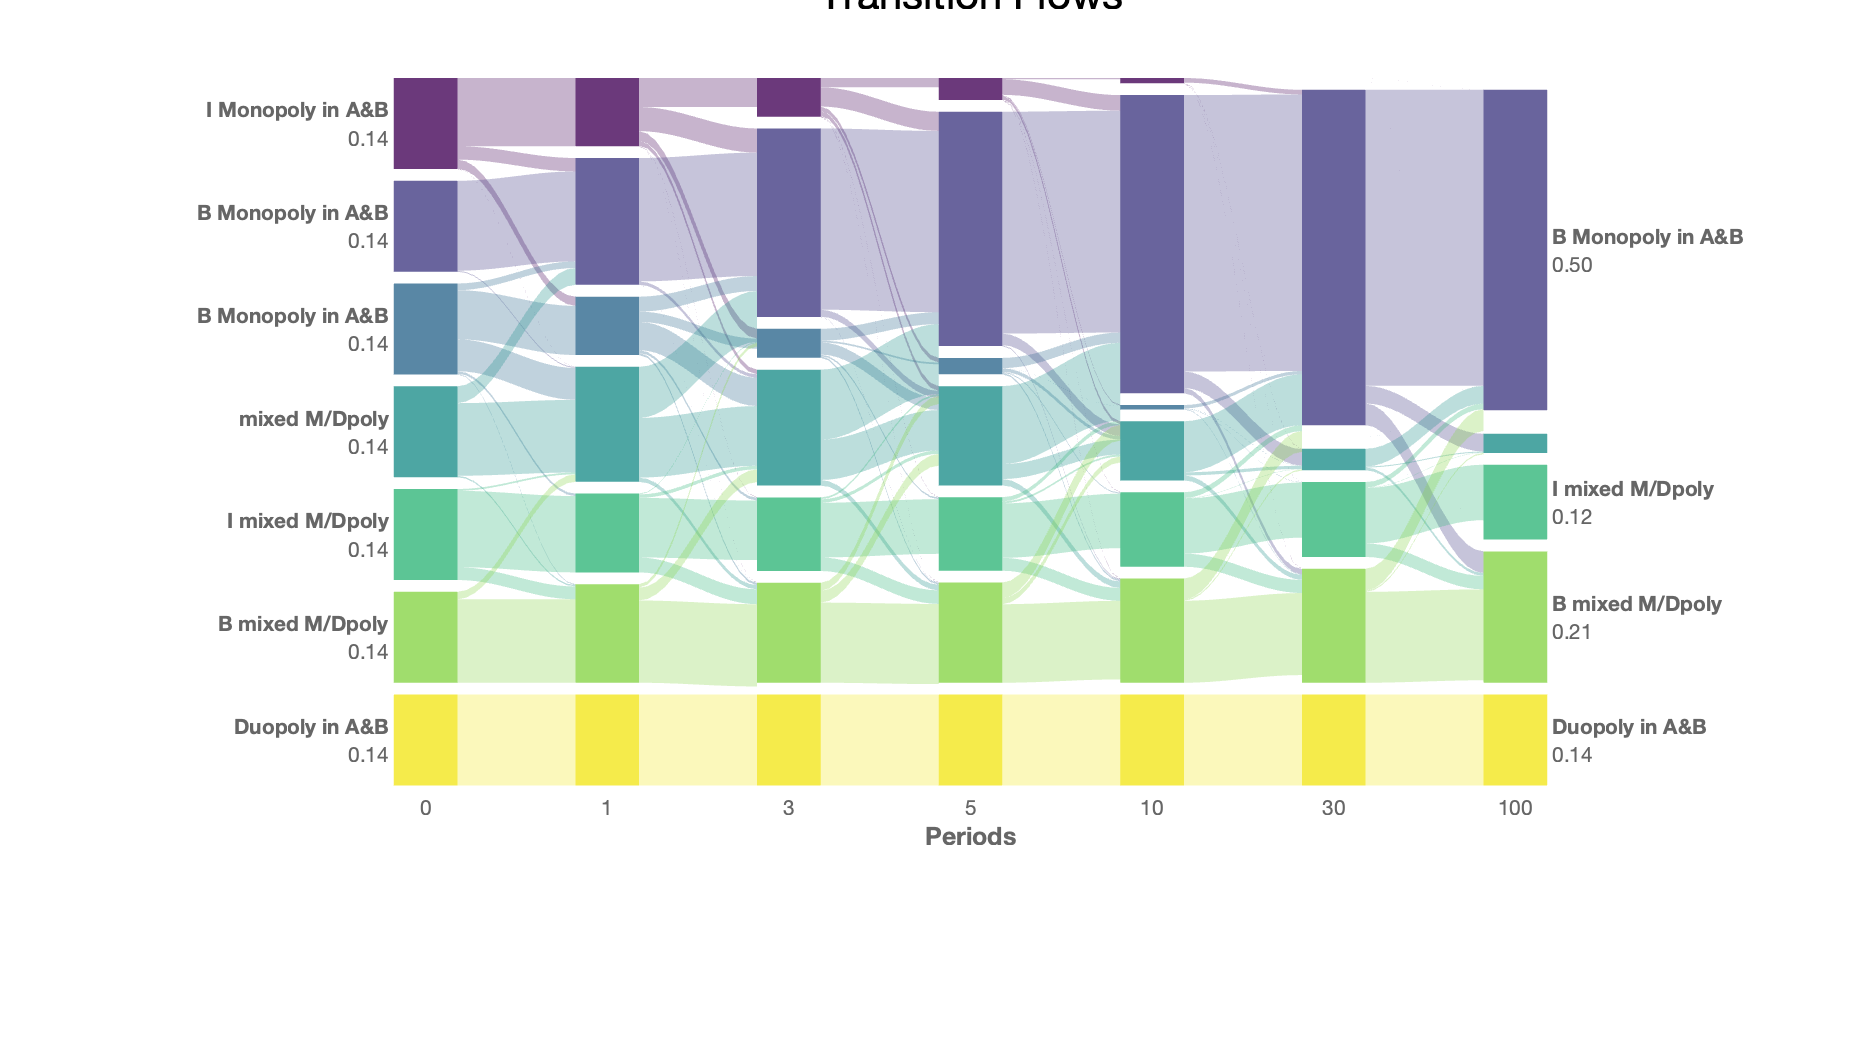 Transition Flows
I Monopoly in A&B
0.14
B Monopoly in A&B
0.14
B Monopoly in A&B
0.14
mixed M/Dpoly
0.14
I mixed M/Dpoly
0.14
B mixed M/Dpoly
0.14
Duopoly in A&B
0.14
B Monopoly in A&B
0.50
I mixed M/Dpoly
0.12
B mixed M/Dpoly
0.21
Duopoly in A&B
0.14
0 1 3 5 10 30 100
Periods